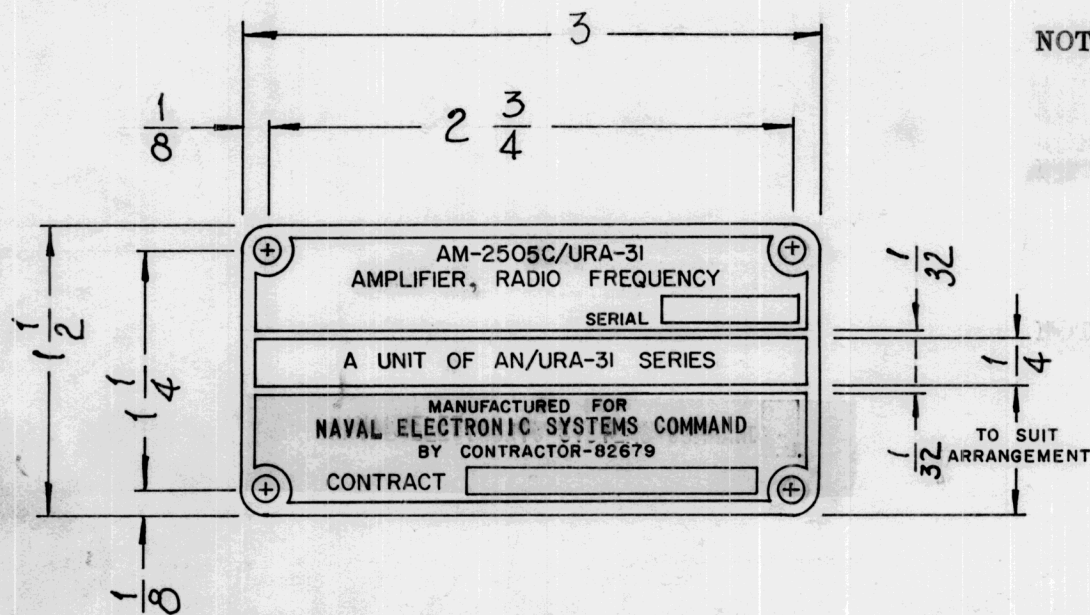 3
NOT
1/8
2 3/4
AM-2505C/URA-31
AMPLIFIER, RADIO FREQUENCY
SERIAL
1/32
1 1/2
1 1/4
A UNIT OF AN/URA-31 SERIES
1/4
MANUFACTURED FOR
NAVAL ELECTRONIC SYSTEMS COMMAND
BY CONTRACTOR-82679
CONTRACT
1/32
TO SUIT
ARRANGEMENT
1/8